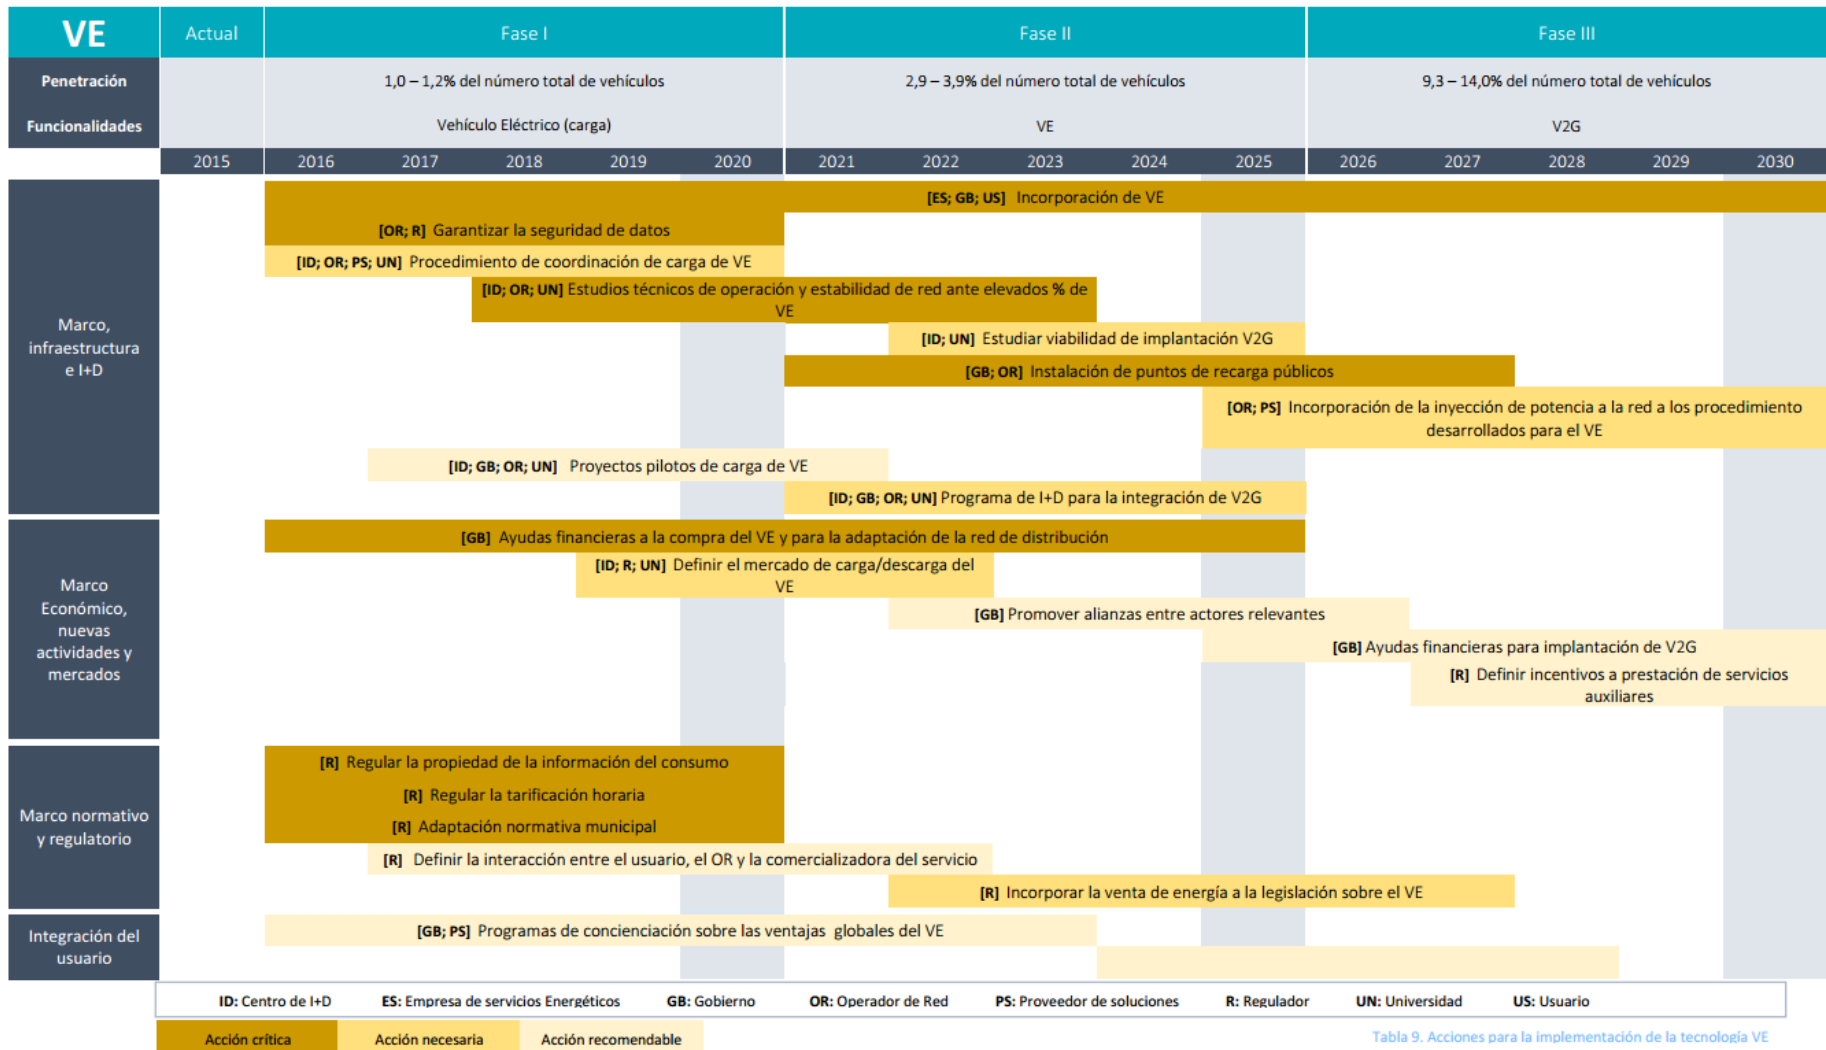 VE Actual Fase I Fase II Fase III
Penetración 1,0 – 1,2% del número total de vehículos 2,9 – 3,9% del número total de vehículos 9,3 – 14,0% del número total de vehículos
Funcionalidades Vehículo Eléctrico (carga) VE V2G
2015 2016 2017 2018 2019 2020 2021 2022 2023 2024 2025 2026 2027 2028 2029 2030
Marco,
infraestructura
e I+D
[ES; GB; US] Incorporación de VE
[OR; R] Garantizar la seguridad de datos
[ID; OR; PS; UN] Procedimiento de coordinación de carga de VE
[ID; OR; UN] Estudios técnicos de operación y estabilidad de red ante elevados % de
VE
[ID; UN] Estudiar viabilidad de implantación V2G
[GB; OR] Instalación de puntos de recarga públicos
[OR; PS] Incorporación de la inyección de potencia a la red a los procedimiento
desarrollados para el VE
[ID; GB; OR; UN] Proyectos pilotos de carga de VE
[ID; GB; OR; UN] Programa de I+D para la integración de V2G
Marco
Económico,
nuevas
actividades y
mercados
[GB] Ayudas financieras a la compra del VE y para la adaptación de la red de distribución
[ID; R; UN] Definir el mercado de carga/descarga del
VE
[GB] Promover alianzas entre actores relevantes
[GB] Ayudas financieras para implantación de V2G
[R] Definir incentivos a prestación de servicios
auxiliares
Marco normativo
y regulatorio
[R] Regular la propiedad de la información del consumo
[R] Regular la tarificación horaria
[R] Adaptación normativa municipal
[R] Definir la interacción entre el usuario, el OR y la comercializadora del servicio
[R] Incorporar la venta de energía a la legislación sobre el VE
Integración del
usuario
[GB; PS] Programas de concienciación sobre las ventajas globales del VE
ID: Centro de I+D ES: Empresa de servicios Energéticos GB: Gobierno OR: Operador de Red PS: Proveedor de soluciones R: Regulador UN: Universidad US: Usuario
Acción crítica Acción necesaria Acción recomendable
Tabla 9. Acciones para la implementación de la tecnología VE